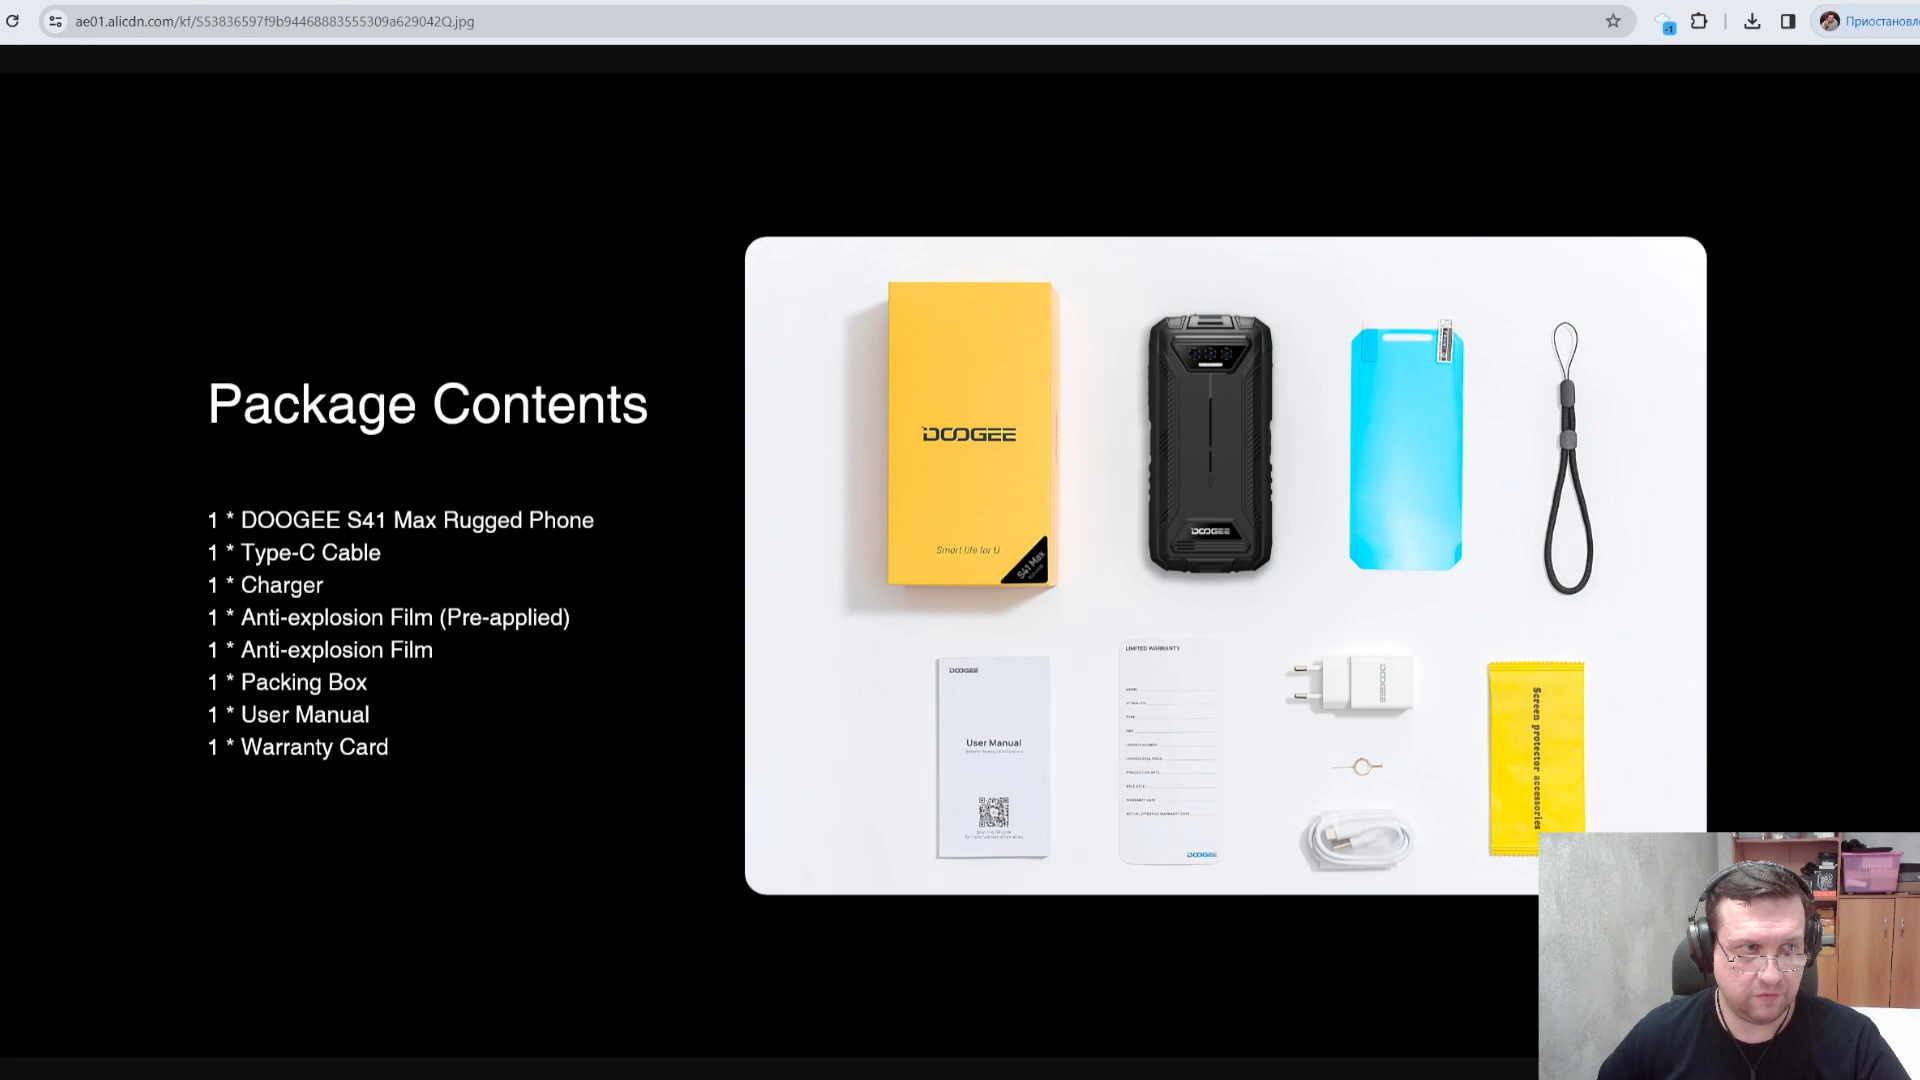 ae01.alicdn.com/kf/S53836597f9b94468883555309a629042Q.jpg
-1
Приостановле
Package Contents
1 * DOOGEE S41 Max Rugged Phone
1 * Type-C Cable
1 * Charger
1 * Anti-explosion Film (Pre-applied)
1 * Anti-explosion Film
1 * Packing Box
1 * User Manual
1 * Warranty Card
DOOGEE
Smart life for U
S41 Max
DOOGEE
DOOGEE
User Manual
LIMITED WARRANTY
DOOGEE
DOOGEE
Screen protector accessories